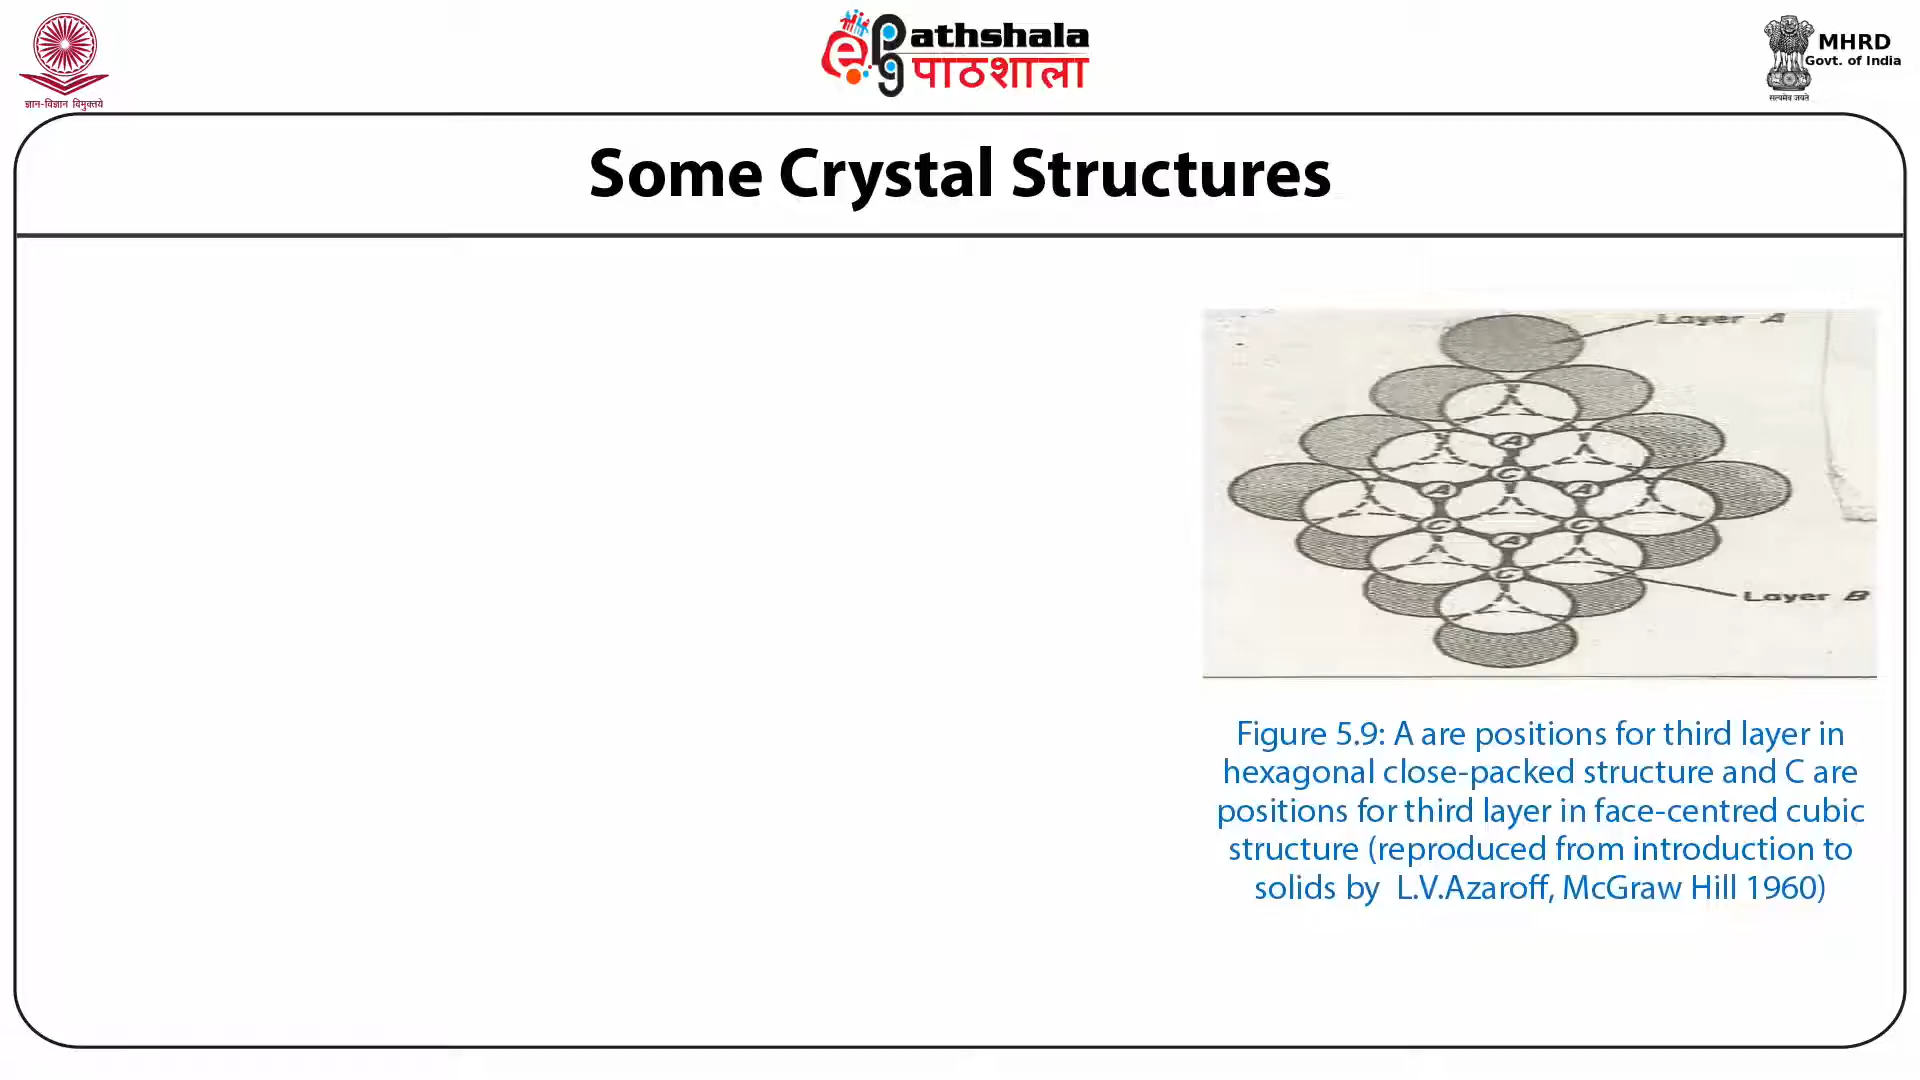 ज्ञान-विज्ञान विमुक्तये
ePathshala
पाठशाला
MHRD
Govt. of India
सत्यमेव जयते
Some Crystal Structures
Layer A
A
C
A A
C C
A
C
Layer B
Figure 5.9: A are positions for third layer in
hexagonal close-packed structure and C are
positions for third layer in face-centred cubic
structure (reproduced from introduction to
solids by L.V.Azaroff, McGraw Hill 1960)